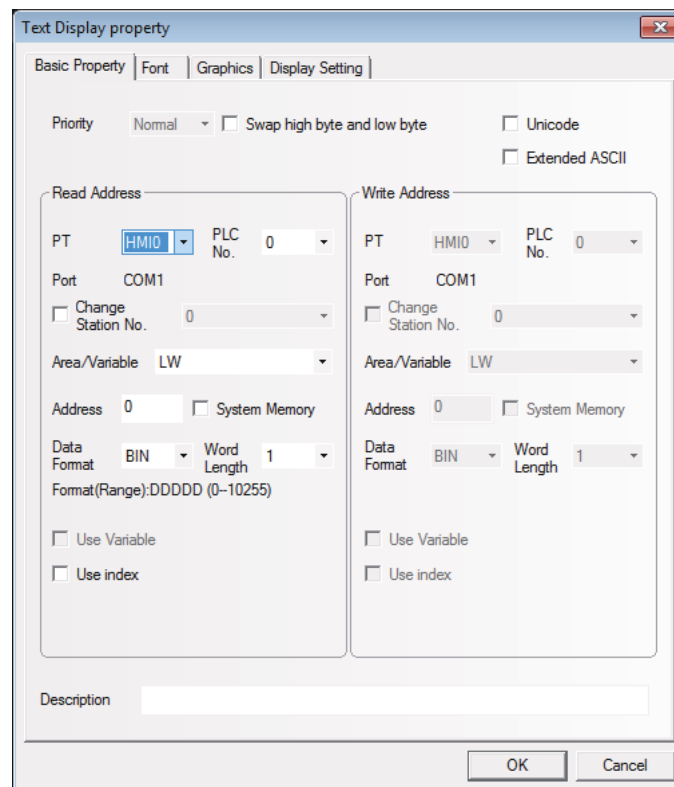 Text Display property
Basic Property Font Graphics Display Setting
Priority Normal Swap high byte and low byte Unicode
Extended ASCII
Read Address Write Address
PT HMI0 PLC No. 0 PT HMI0 PLC No. 0
Port COM1 Port COM1
Change Station No. 0 Change Station No. 0
Area/Variable LW Area/Variable LW
Address 0 System Memory Address 0 System Memory
Data Format BIN Word Length 1 Data Format BIN Word Length 1
Format(Range):DDDDD (0--10255)
Use Variable Use Variable
Use index Use index
Description
OK Cancel